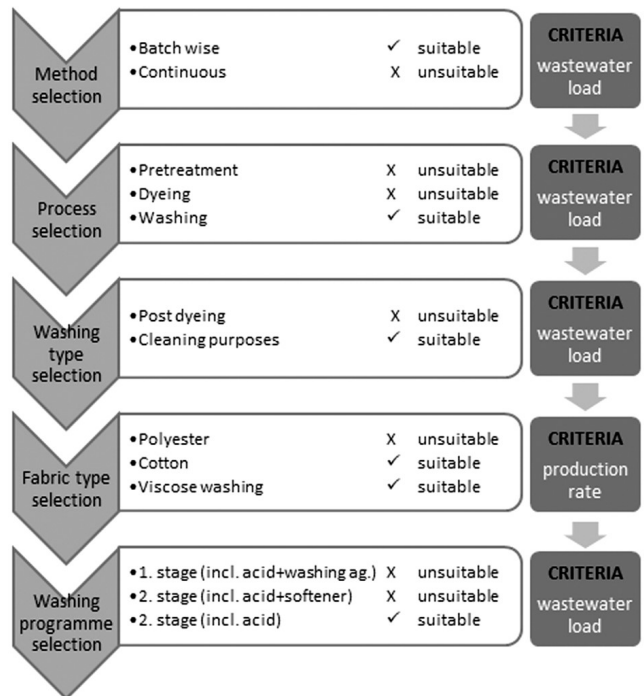 Method
selection
•Batch wise ✓ suitable
•Continuous X unsuitable
CRITERIA
wastewater
load
Process
selection
•Pretreatment X unsuitable
•Dyeing X unsuitable
•Washing ✓ suitable
CRITERIA
wastewater
load
Washing
type
selection
•Post dyeing X unsuitable
•Cleaning purposes ✓ suitable
CRITERIA
wastewater
load
Fabric type
selection
•Polyester X unsuitable
•Cotton ✓ suitable
•Viscose washing ✓ suitable
CRITERIA
production
rate
Washing
programme
selection
•1. stage (incl. acid+washing ag.) X unsuitable
•2. stage (incl. acid+softener) X unsuitable
•2. stage (incl. acid) ✓ suitable
CRITERIA
wastewater
load